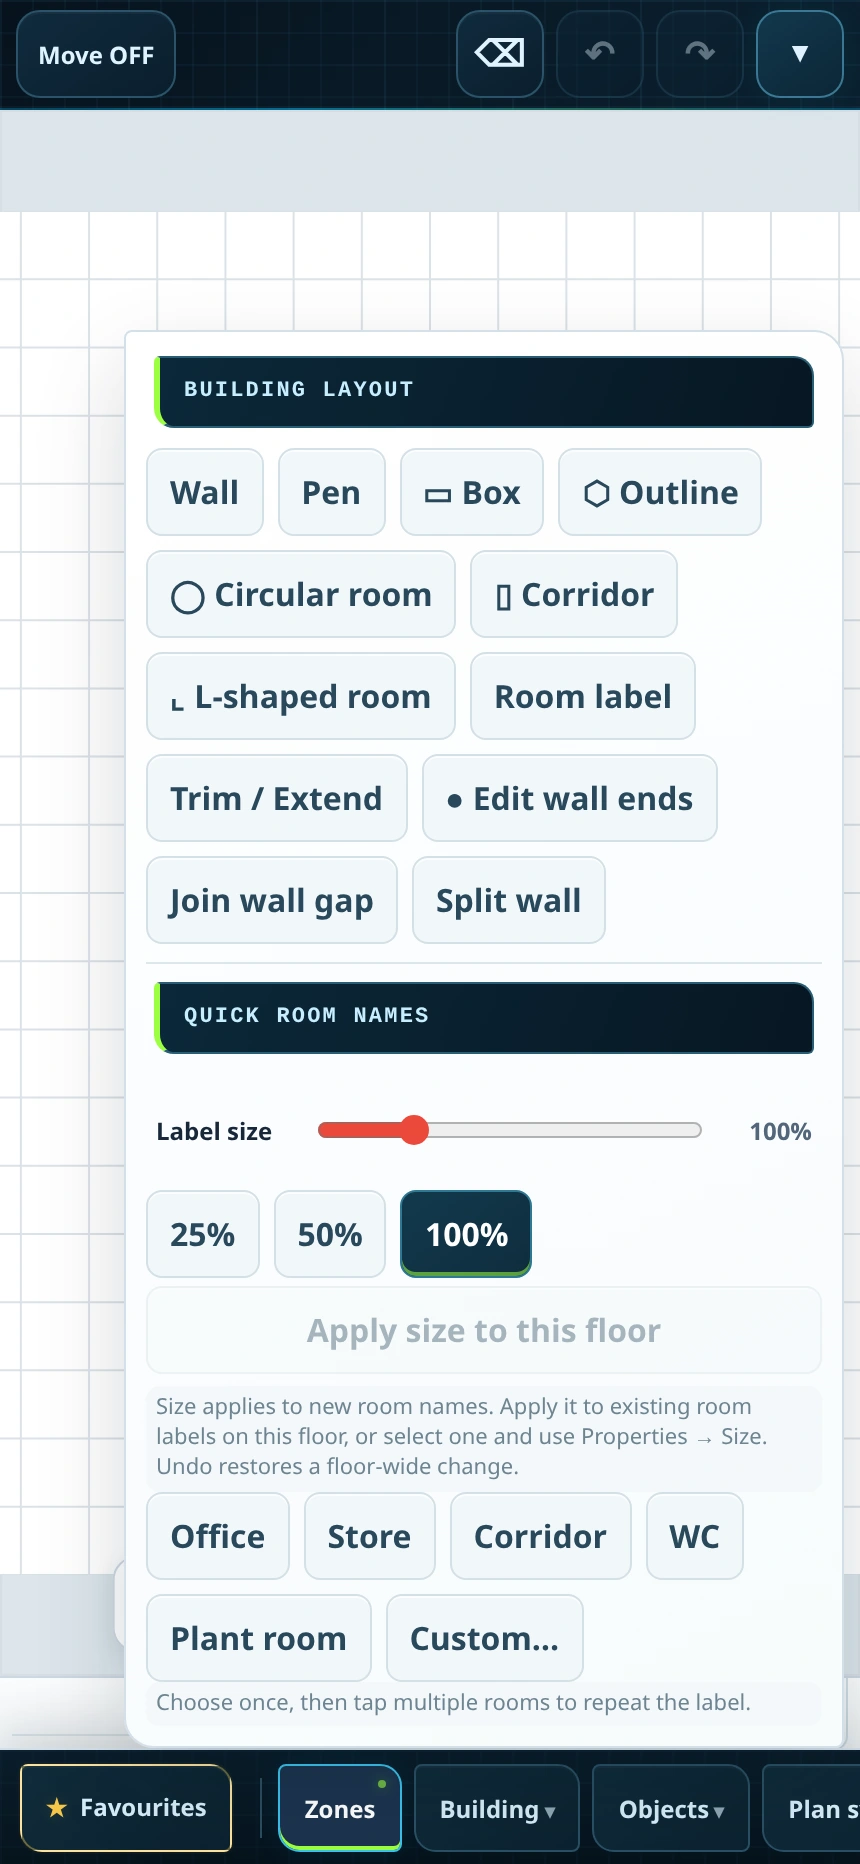 Move OFF
BUILDING LAYOUT
Wall Pen Box Outline
Circular room Corridor
L-shaped room Room label
Trim / Extend Edit wall ends
Join wall gap Split wall
QUICK ROOM NAMES
Label size 100%
25% 50% 100%
Apply size to this floor
Size applies to new room names. Apply it to existing room
labels on this floor, or select one and use Properties → Size.
Undo restores a floor-wide change.
Office Store Corridor WC
Plant room Custom...
Choose once, then tap multiple rooms to repeat the label.
★ Favourites Zones Building ▾ Objects ▾ Plan s